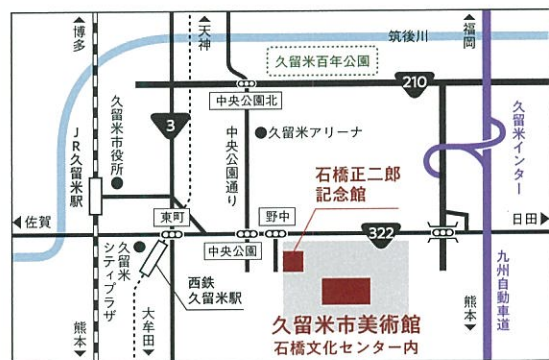 博多
天神
筑後川
福岡
久留米百年公園
210
中央公園北
久留米市役所
JR久留米駅
3
中央公園通り
久留米アリーナ
久留米インター
石橋正二郎
記念館
佐賀
東町
野中
322
日田
中央公園
久留米
シティプラザ
西鉄
久留米駅
九州自動車道
熊本
大牟田
久留米市美術館
石橋文化センター内
熊本